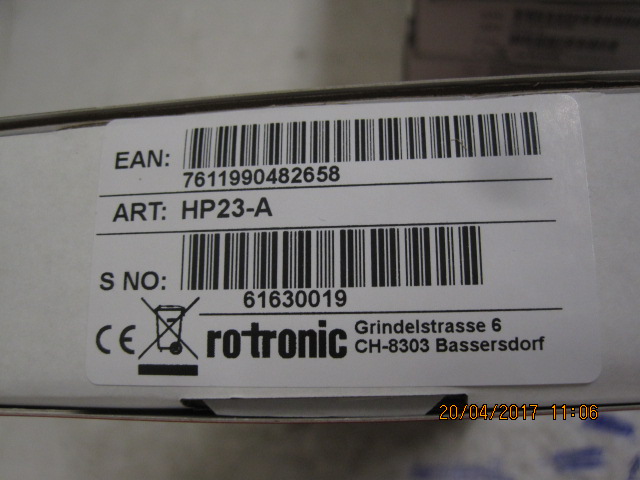 EAN:
7611990482658
ART: HP23-A
S NO:
61630019
CE
rotronic
Grindelstrasse 6
CH-8303 Bassersdorf
20/04/2017 11:06